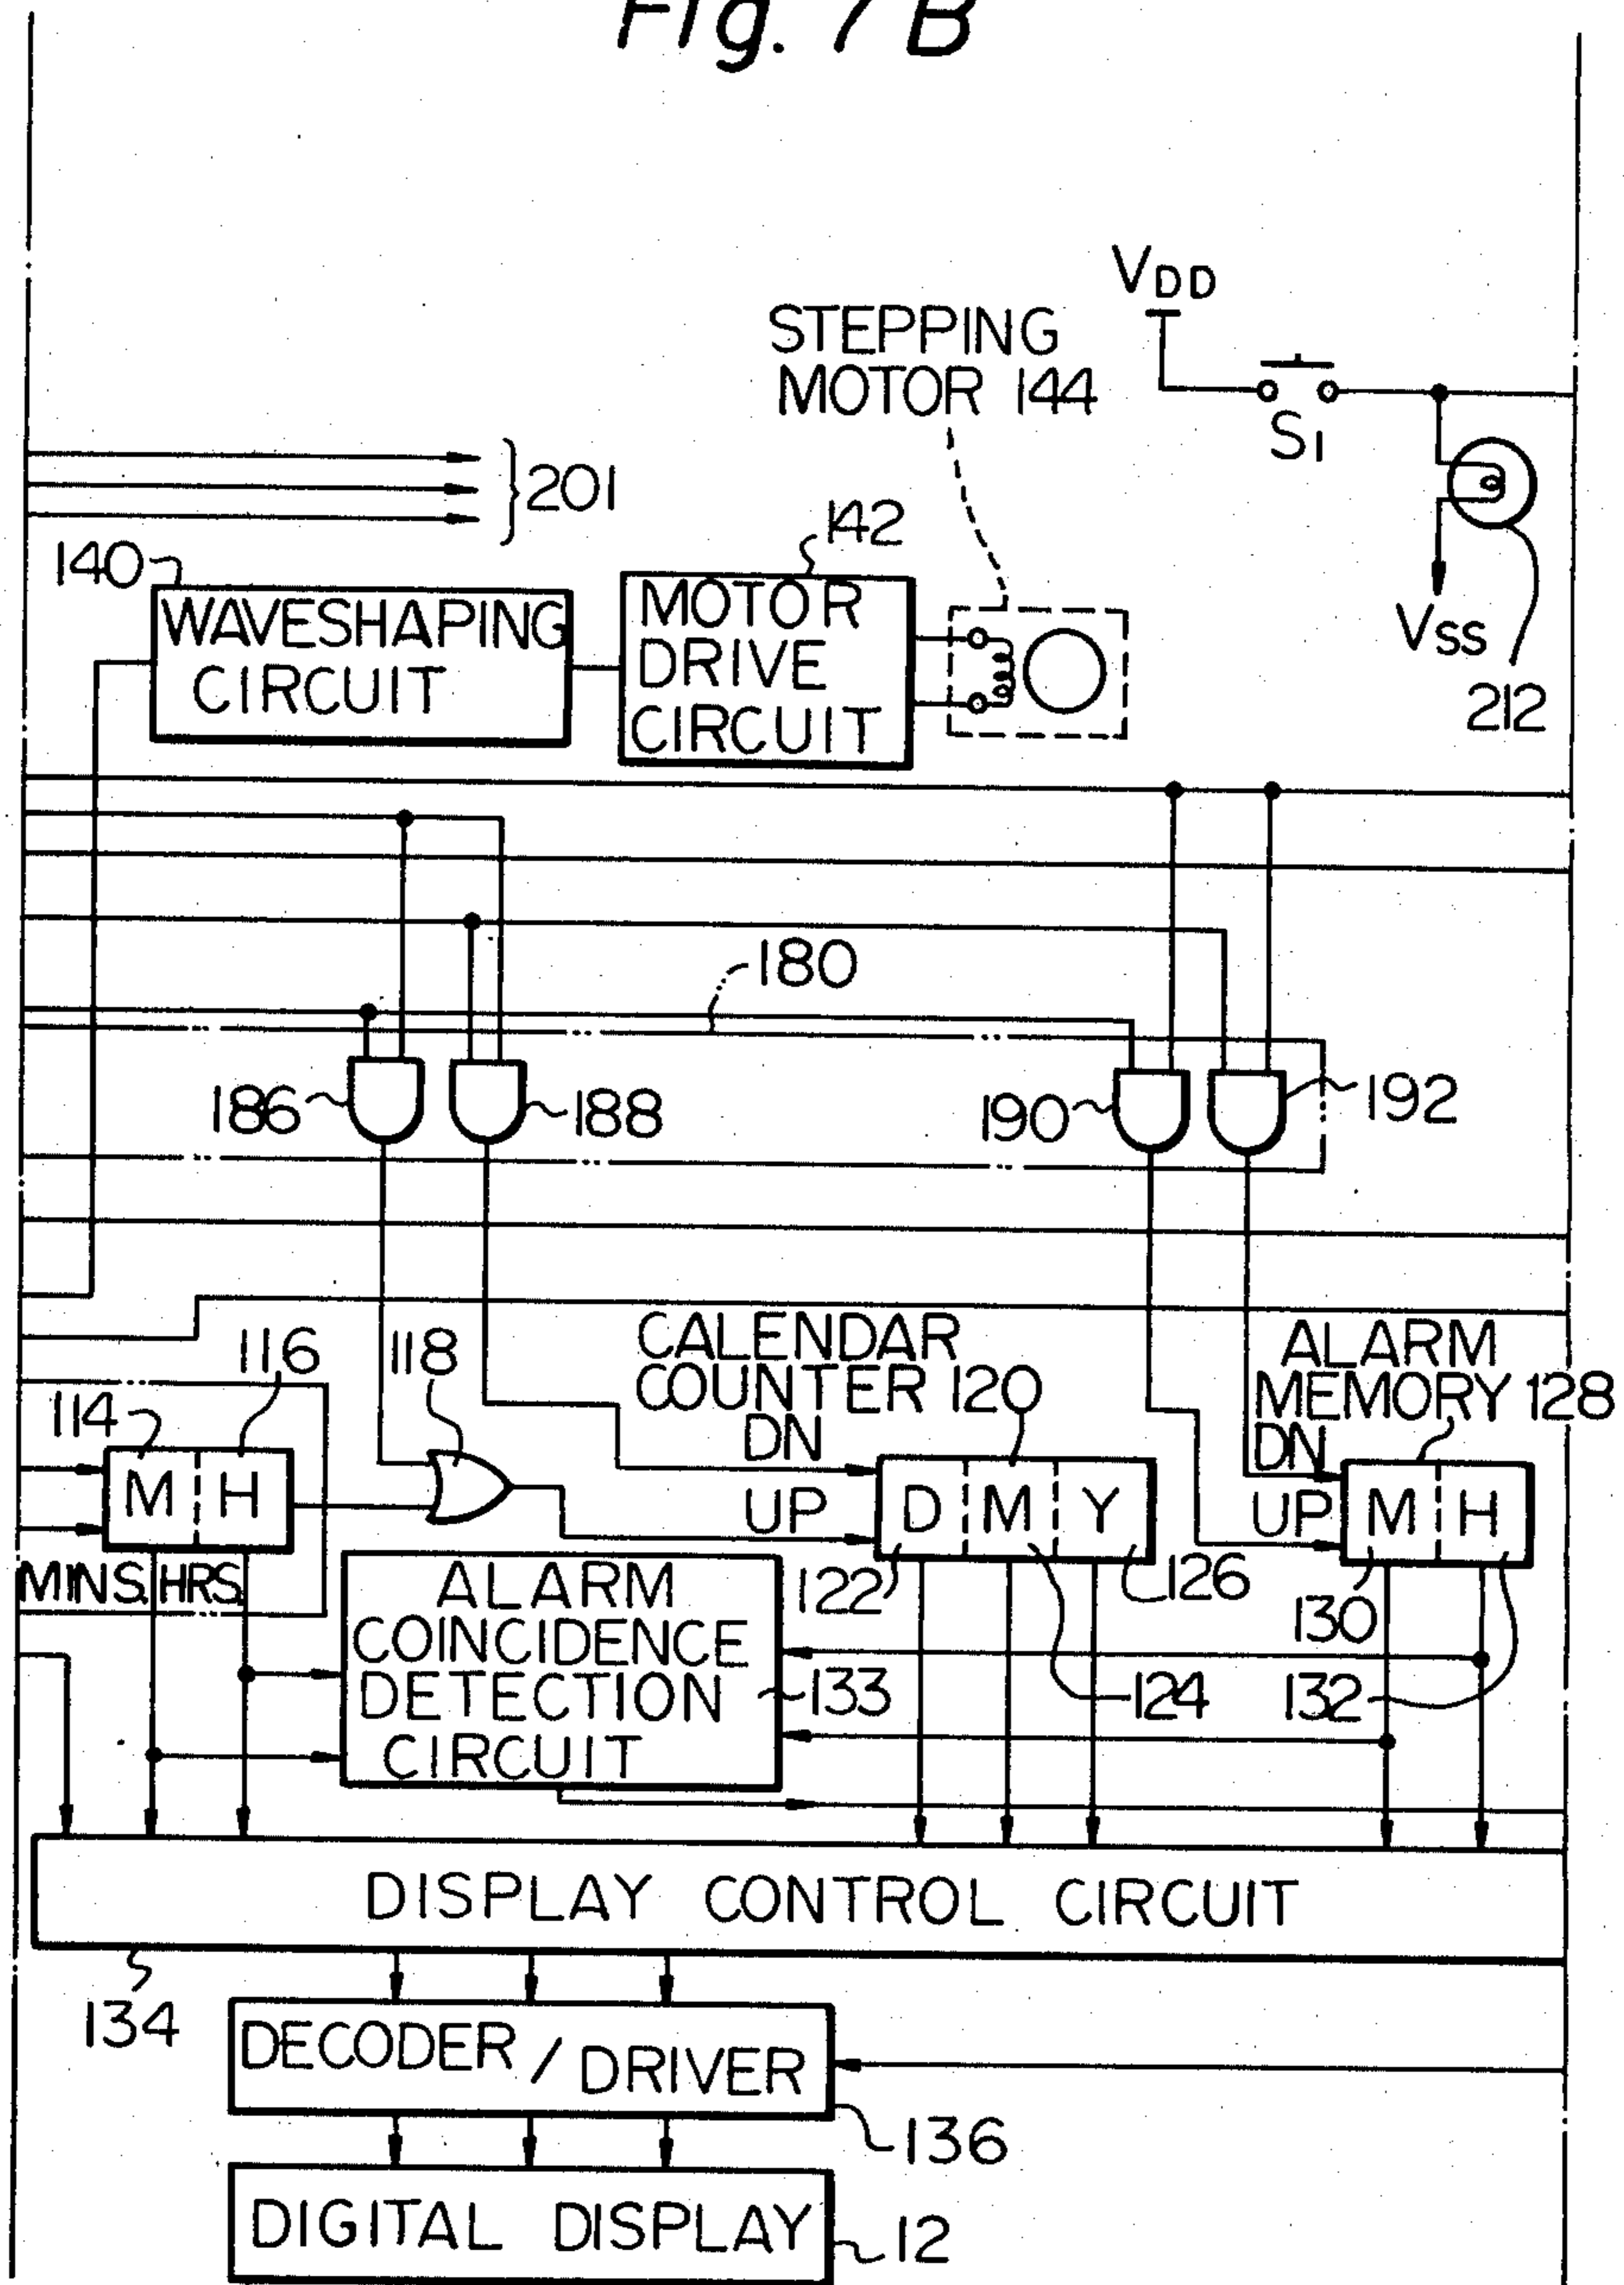 Fig. 7 B
VDD
STEPPING
MOTOR 144
S1
201
142
140
VSS
212
WAVESHAPING
CIRCUIT
MOTOR
DRIVE
CIRCUIT
180
186
188
190
192
116
118
CALENDAR
COUNTER 120
ALARM
MEMORY 128
114
DN
DN
M H
UP
D M Y
UP
M H
MINS. HRS.
122
126
130
ALARM
COINCIDENCE
DETECTION
CIRCUIT
133
124
132
DISPLAY CONTROL CIRCUIT
134
DECODER / DRIVER
136
DIGITAL DISPLAY
12